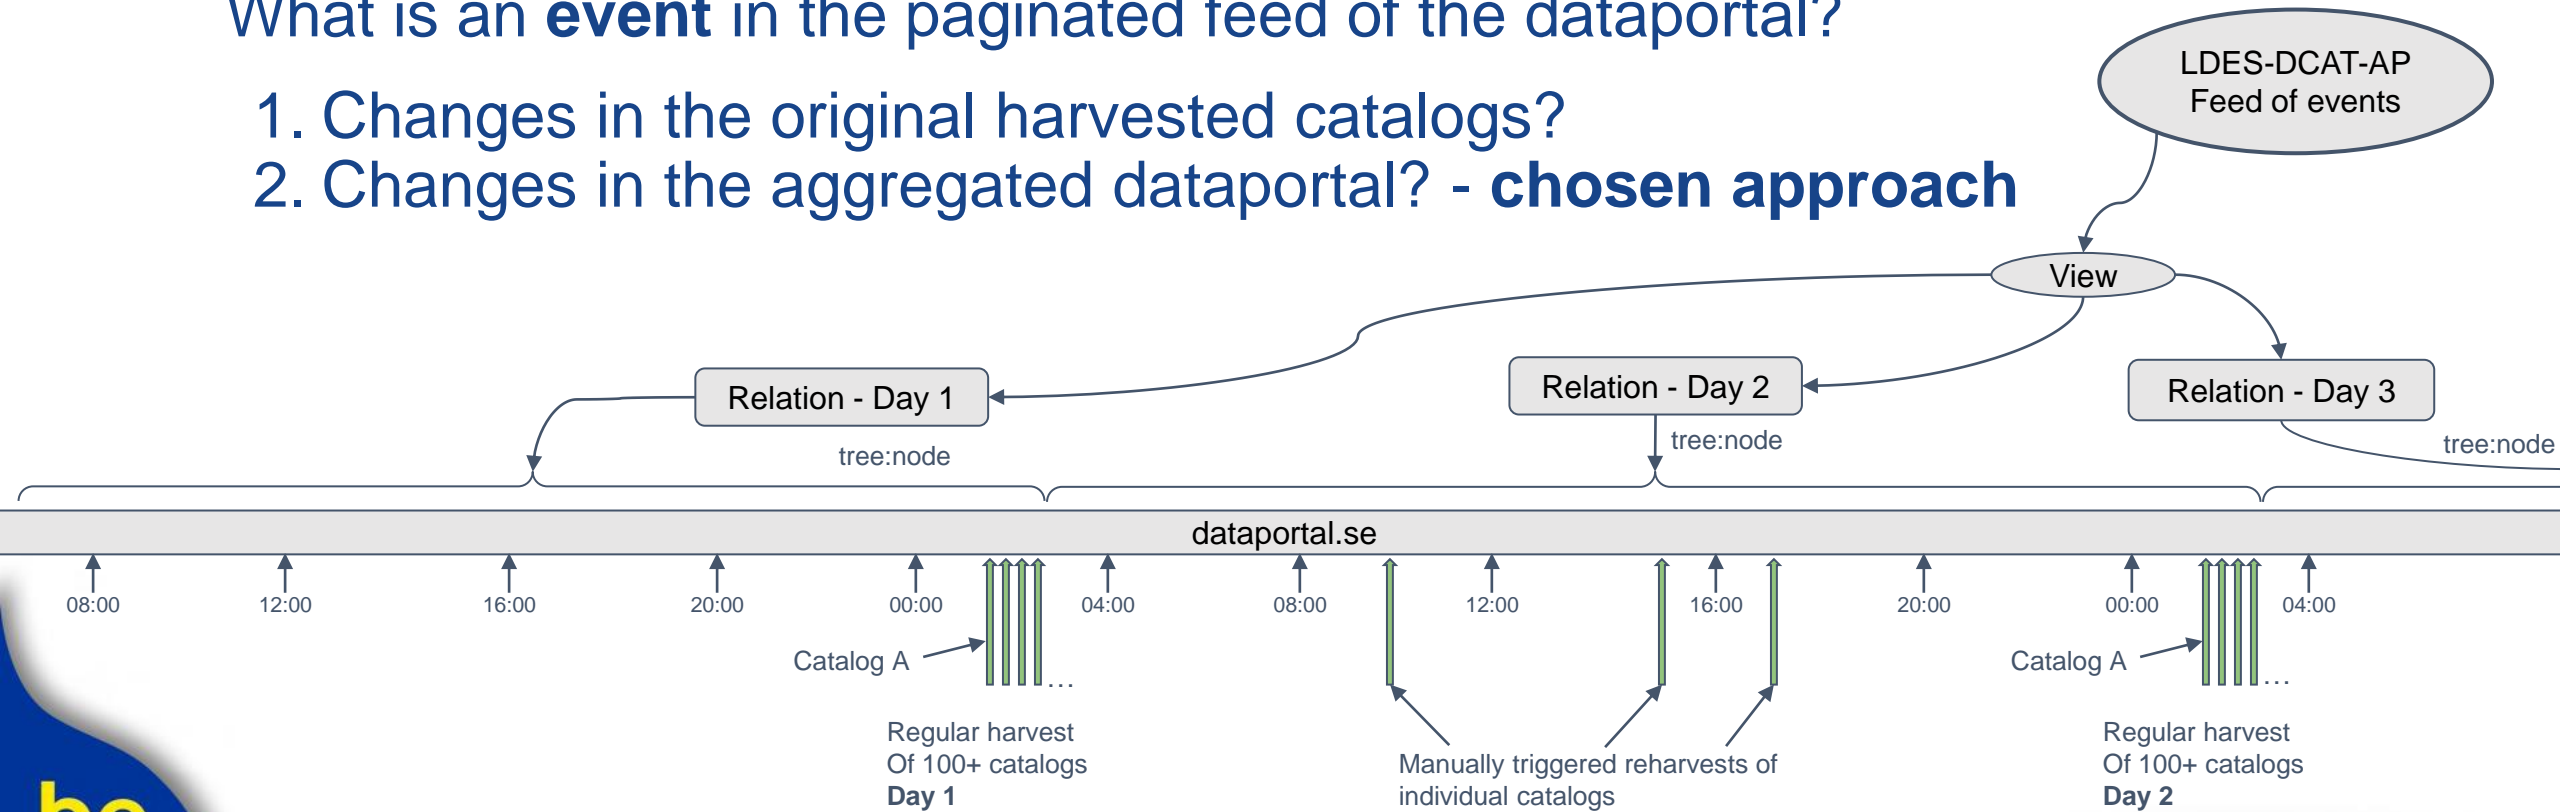 What is an event in the paginated feed of the dataportal?
1. Changes in the original harvested catalogs?
2. Changes in the aggregated dataportal? - chosen approach
LDES-DCAT-AP
Feed of events
View
Relation - Day 1
Relation - Day 2
Relation - Day 3
tree:node
tree:node
tree:node
dataportal.se
08:00
12:00
16:00
20:00
00:00
04:00
08:00
12:00
16:00
20:00
00:00
04:00
Catalog A
...
Catalog A
...
Regular harvest
Of 100+ catalogs
Day 1
Manually triggered reharvests of
individual catalogs
Regular harvest
Of 100+ catalogs
Day 2